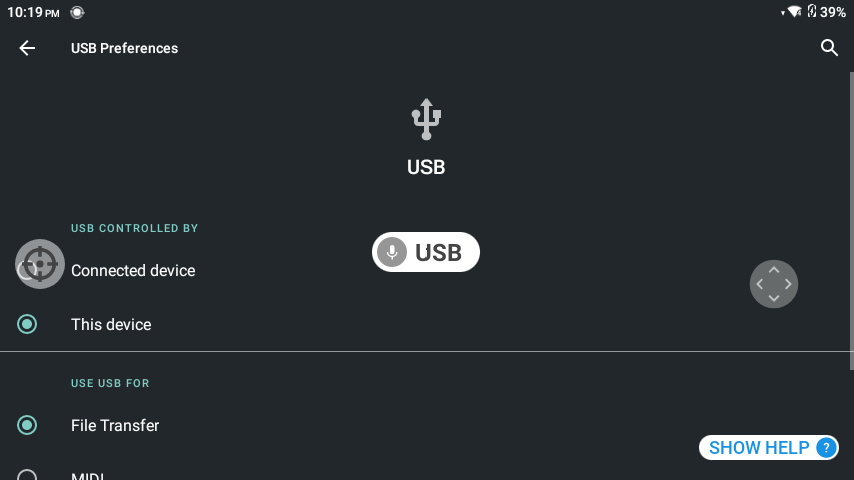 10:19 PM 39%
USB Preferences
USB
USB CONTROLLED BY
USB
Connected device
This device
USE USB FOR
File Transfer
SHOW HELP ?
MIDI